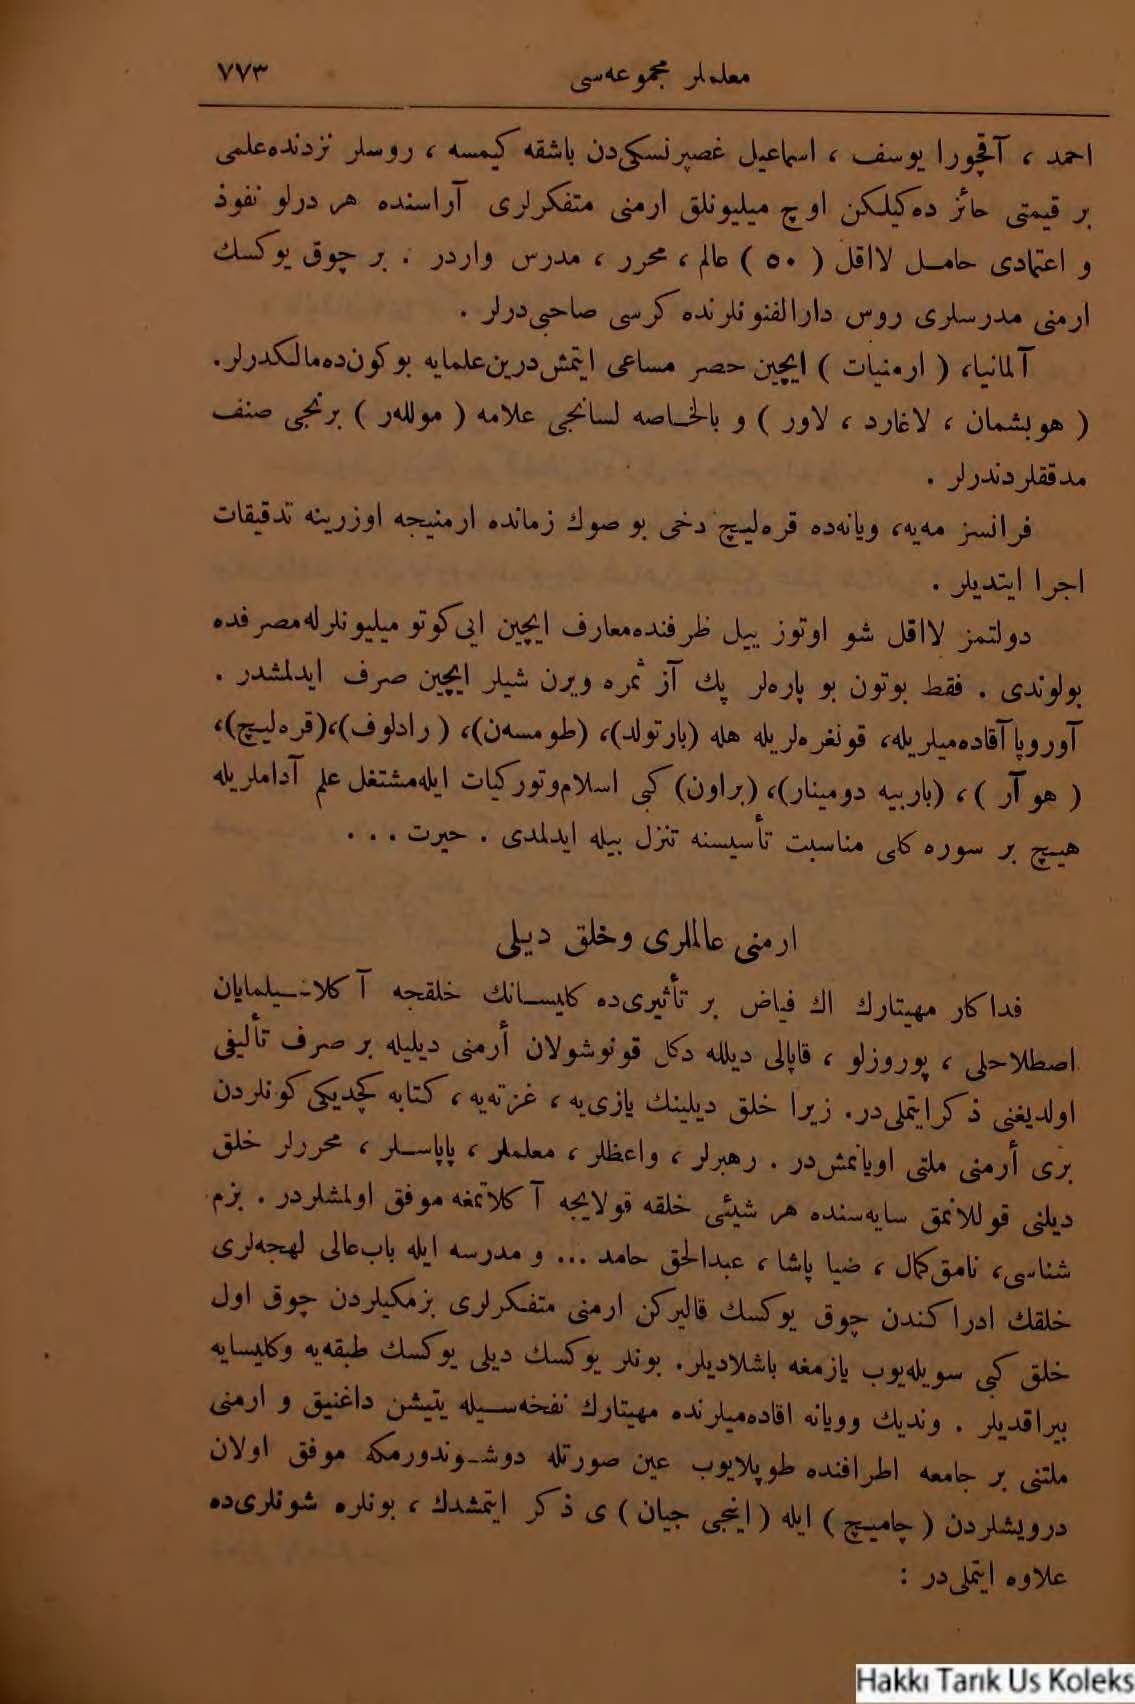 معلملر مجموعه‌سی ٧٧٣
احمد ، آقچورا یوسف ، اسماعیل غصپرنسکی‌دن باشقه کیمسه ، روسلر نزدنده علمی
بر قیمتی حائز ده‌کیلکن اوچ میلیونلق ارمنی متفکرلری آراسنده هر درلو نفوذ
و اعتمادی حامل لااقل ( ٥٠ ) عالم ، محرر ، مدرس واردر . بر چوق یوکسك
ارمنی مدرسلری روس دارالفنونلرنده کرسی صاحبی‌درلر .
آلمانیا، ( ارمنیات ) ایچین حصر مساعی ایتمش درین علمایه بوکون‌ده مالکدرلر.
( هوبشمان ، لاغارد ، لاور ) و بالخاصه لسانجی علامه ( مولله‌ر ) برنجی صنف
مدققلردندرلر .
فرانسز مه‌یه، ویانه‌ده قره‌لیچ دخی بو صوك زمانده ارمنیجه اوزرینه تدقیقات
اجرا ایتدیلر .
دولتمز لااقل شو اوتوز ییل ظرفنده معارف ایچین ایی کوتو میلیونلرله مصرفده
بولوندی . فقط بوتون بو پاره‌لر پك آز ثمره ویرن شیلر ایچین صرف ایدلمشدر .
آوروپا آقاده‌میلریله، قونغره‌لریله هله (بارتولد)، (طومسه‌ن)، (رادلوف)،(قره‌لیچ)،
( هوآر ) ، (باربیه دومینار)، (براون) کبی اسلام وتورکیات ایله مشتغل علم آداملریله
هیچ بر سوره کلی مناسبت تأسیسنه تنزل بیله ایدلمدی . حیرت . . .
ارمنی عالملری وخلق دیلی
فداکار مهیتارك اك فیاض بر تأثیری‌ده کلیسانك خلقجه آکلاشیلمایان
اصطلاحلی ، پوروزلو ، قاپالی دیلله دکل قونوشولان أرمنی دیلیله بر صرف تألیفی
اولدیغنی ذکر ایتملی‌در. زیرا خلق دیلینك یازی‌یه ، غزته‌یه ، کتابه کچدیکی کونلردن
بری أرمنی ملتی اویانمش‌در . رهبرلر ، واعظلر ، معلملر ، پاپاسلر ، محررلر خلق
دیلنی قوللانمق سایه‌سنده هر شیئی خلقه قولایجه آکلاتمغه موفق اولمشلردر . بزم
شناسی، نامق کمال ، ضیا پاشا ، عبدالحق حامد ... و مدرسه ایله باب‌عالی لهجه‌لری
خلقك ادراکندن چوق یوکسك قالیرکن ارمنی متفکرلری بزمکیلردن چوق اول
خلق کبی سویله‌یوب یازمغه باشلادیلر. بونلر یوکسك دیلی یوکسك طبقه‌یه وکلیسایه
بیراقدیلر . وندیك وویانه اقاده‌میلرنده مهیتارك نفخه‌سیله یتیشن داغنیق و ارمنی
ملتنی بر جامعه اطرافنده طوپلایوب عین صورتله دوشوندورمکه موفق اولان
درویشلردن ( چامیچ ) ایله ( اینجی جیان ) ی ذکر ایتمشدك ، بونلره شونلری‌ده
علاوه ایتملی‌در :
Hakkı Tarık Us Koleks